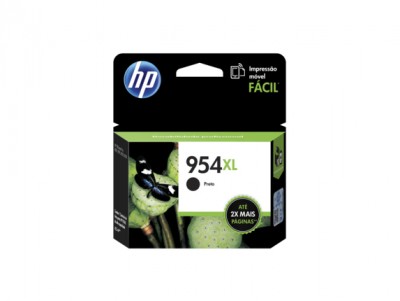 hp
Impressão
móvel
FÁCIL
954XL
Preto
ATÉ
2X MAIS
PÁGINAS